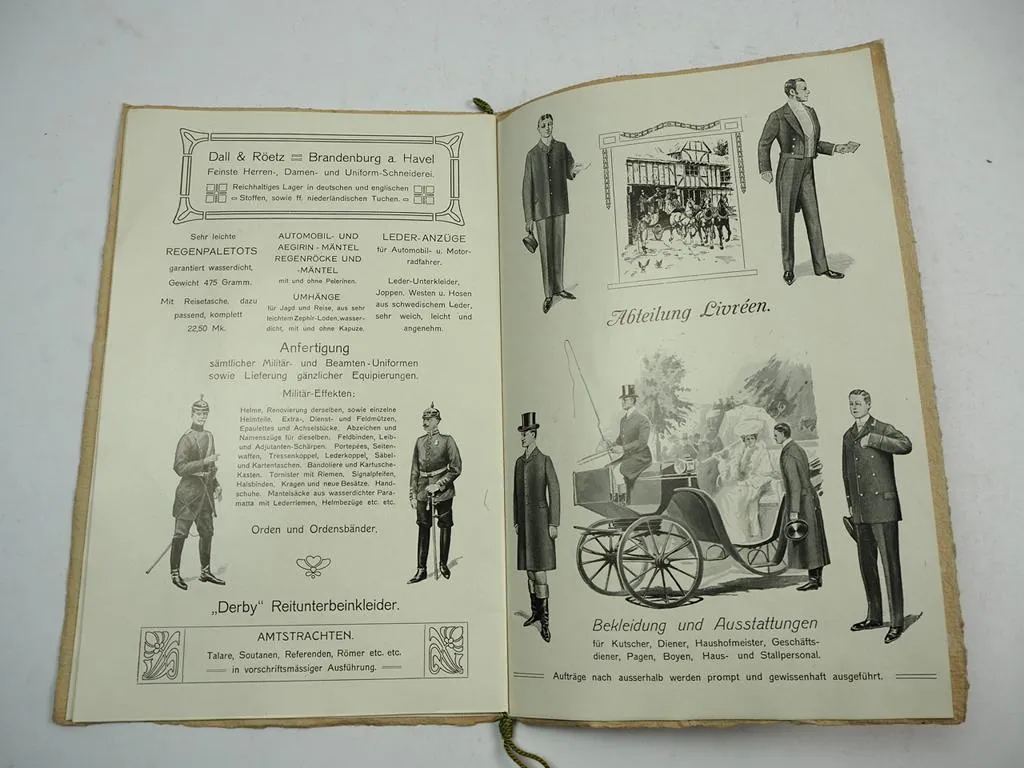 Dall & Röetz = Brandenburg a. Havel
Feinste Herren-, Damen- und Uniform-Schneiderei.
Reichhaltiges Lager in deutschen und englischen
Stoffen, sowie ff. niederländischen Tuchen.
Sehr leichte
REGENPALETOTS
garantiert wasserdicht,
Gewicht 475 Gramm.
Mit Reisetasche, dazu
passend, komplett
22,50 Mk.
AUTOMOBIL- UND
AEGIRIN - MÄNTEL
REGENRÖCKE UND
-MÄNTEL
mit und ohne Pelerinen.
UMHÄNGE
für Jagd und Reise, aus sehr
leichtem Zephir-Loden, wasser-
dicht, mit und ohne Kapuze.
LEDER-ANZÜGE
für Automobil- u. Motor-
radfahrer.
Leder-Unterkleider,
Joppen, Westen u. Hosen
aus schwedischem Leder,
sehr weich, leicht und
angenehm.
Anfertigung
sämtlicher Militär- und Beamten-Uniformen
sowie Lieferung gänzlicher Equipierungen.
Militär-Effekten:
Helme, Renovierung derselben, sowie einzelne
Helmteile. Extra-, Dienst- und Feldmützen,
Epaulettes und Achselstücke. Abzeichen und
Namenszüge für dieselben. Feldbinden, Leib-
und Adjutanten-Schärpen. Portepées, Seiten-
waffen, Tressenkoppel, Lederkoppel, Säbel-
und Kartentaschen. Bandoliere und Kartusche-
Kasten. Tornister mit Riemen, Signalpfeifen,
Halsbinden, Kragen und neue Besätze. Hand-
schuhe. Mantelsäcke aus wasserdichter Para-
matta mit Lederriemen, Helmbezüge etc. etc.
Orden und Ordensbänder.
„Derby" Reitunterbeinkleider.
AMTSTRACHTEN.
Talare, Soutanen, Referenden, Römer etc. etc.
in vorschriftsmässiger Ausführung.
Abteilung Livréen.
Bekleidung und Ausstattungen
für Kutscher, Diener, Haushofmeister, Geschäfts-
diener, Pagen, Boyen, Haus- und Stallpersonal.
Aufträge nach ausserhalb werden prompt und gewissenhaft ausgeführt.